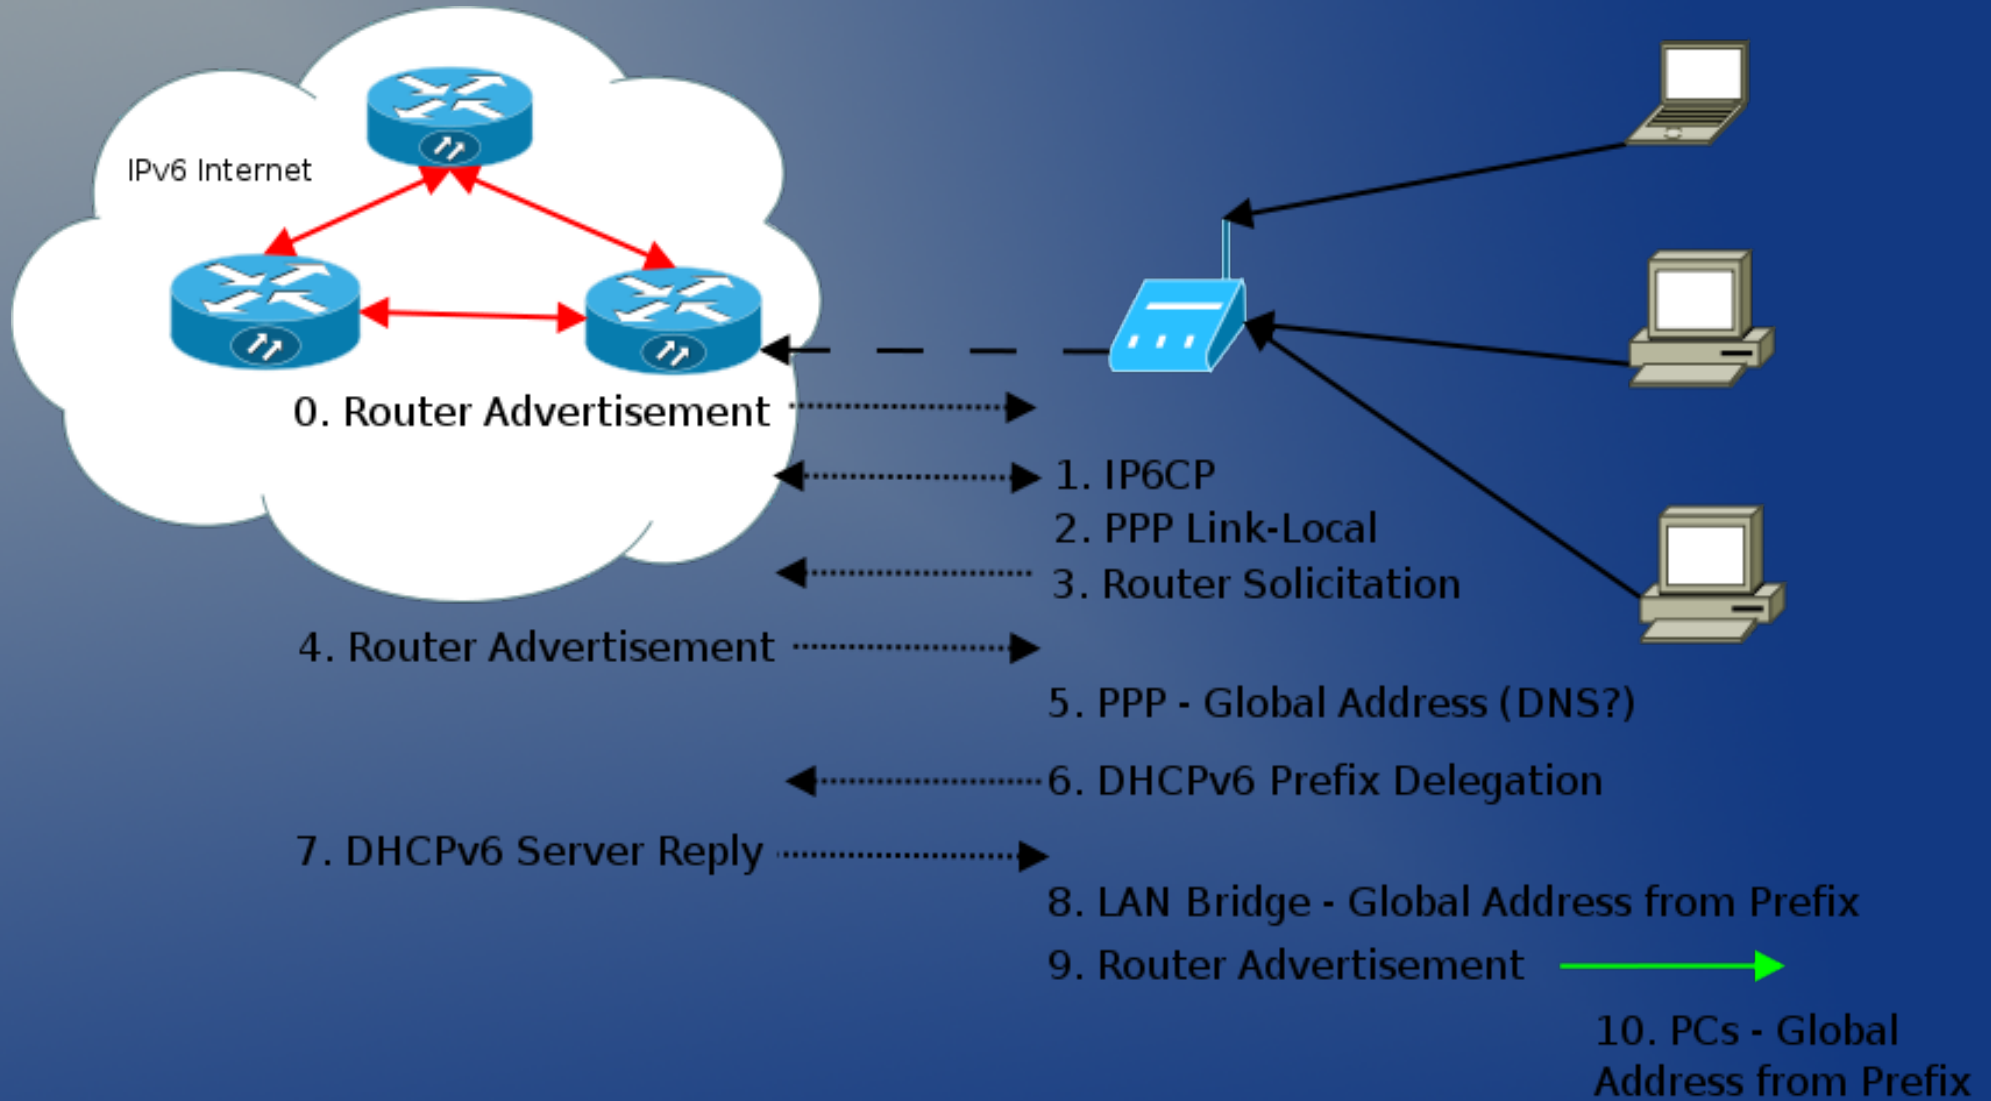 IPv6 Internet
0. Router Advertisement
1. IP6CP
2. PPP Link-Local
3. Router Solicitation
4. Router Advertisement
5. PPP - Global Address (DNS?)
6. DHCPv6 Prefix Delegation
7. DHCPv6 Server Reply
8. LAN Bridge - Global Address from Prefix
9. Router Advertisement
10. PCs - Global
Address from Prefix